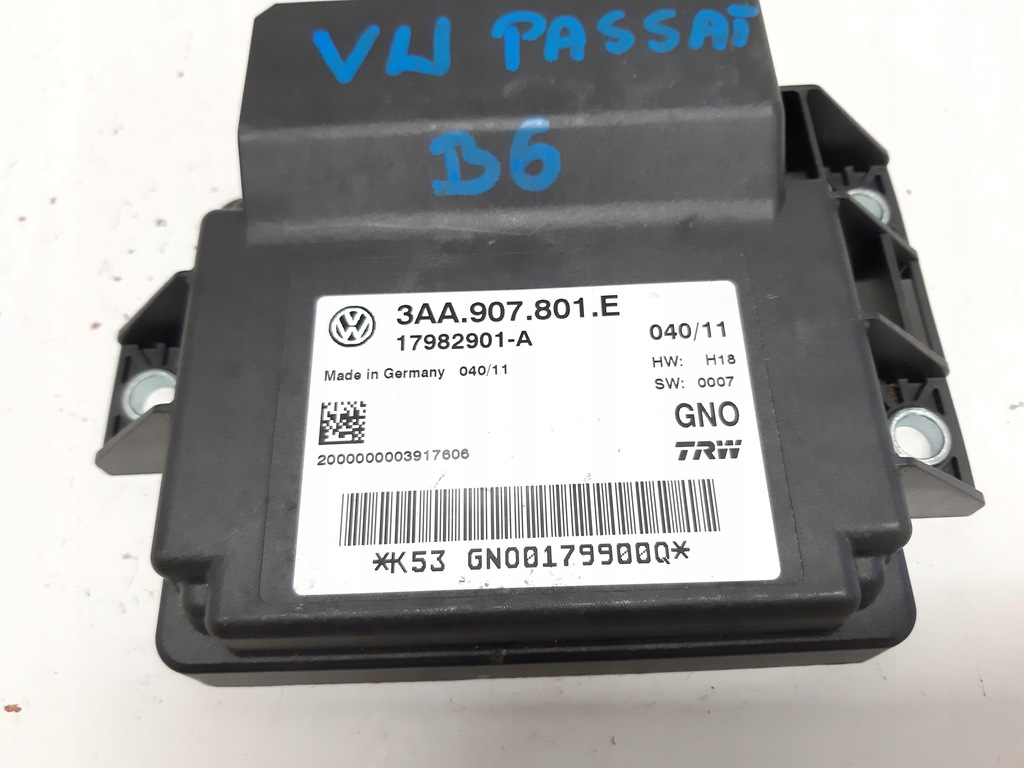 VW PASSAT
B6
3AA.907.801.E
17982901-A
040/11
Made in Germany 040/11
HW: H18
SW: 0007
GNO
TRW
2000000003917606
*K53 GNO0179900Q*